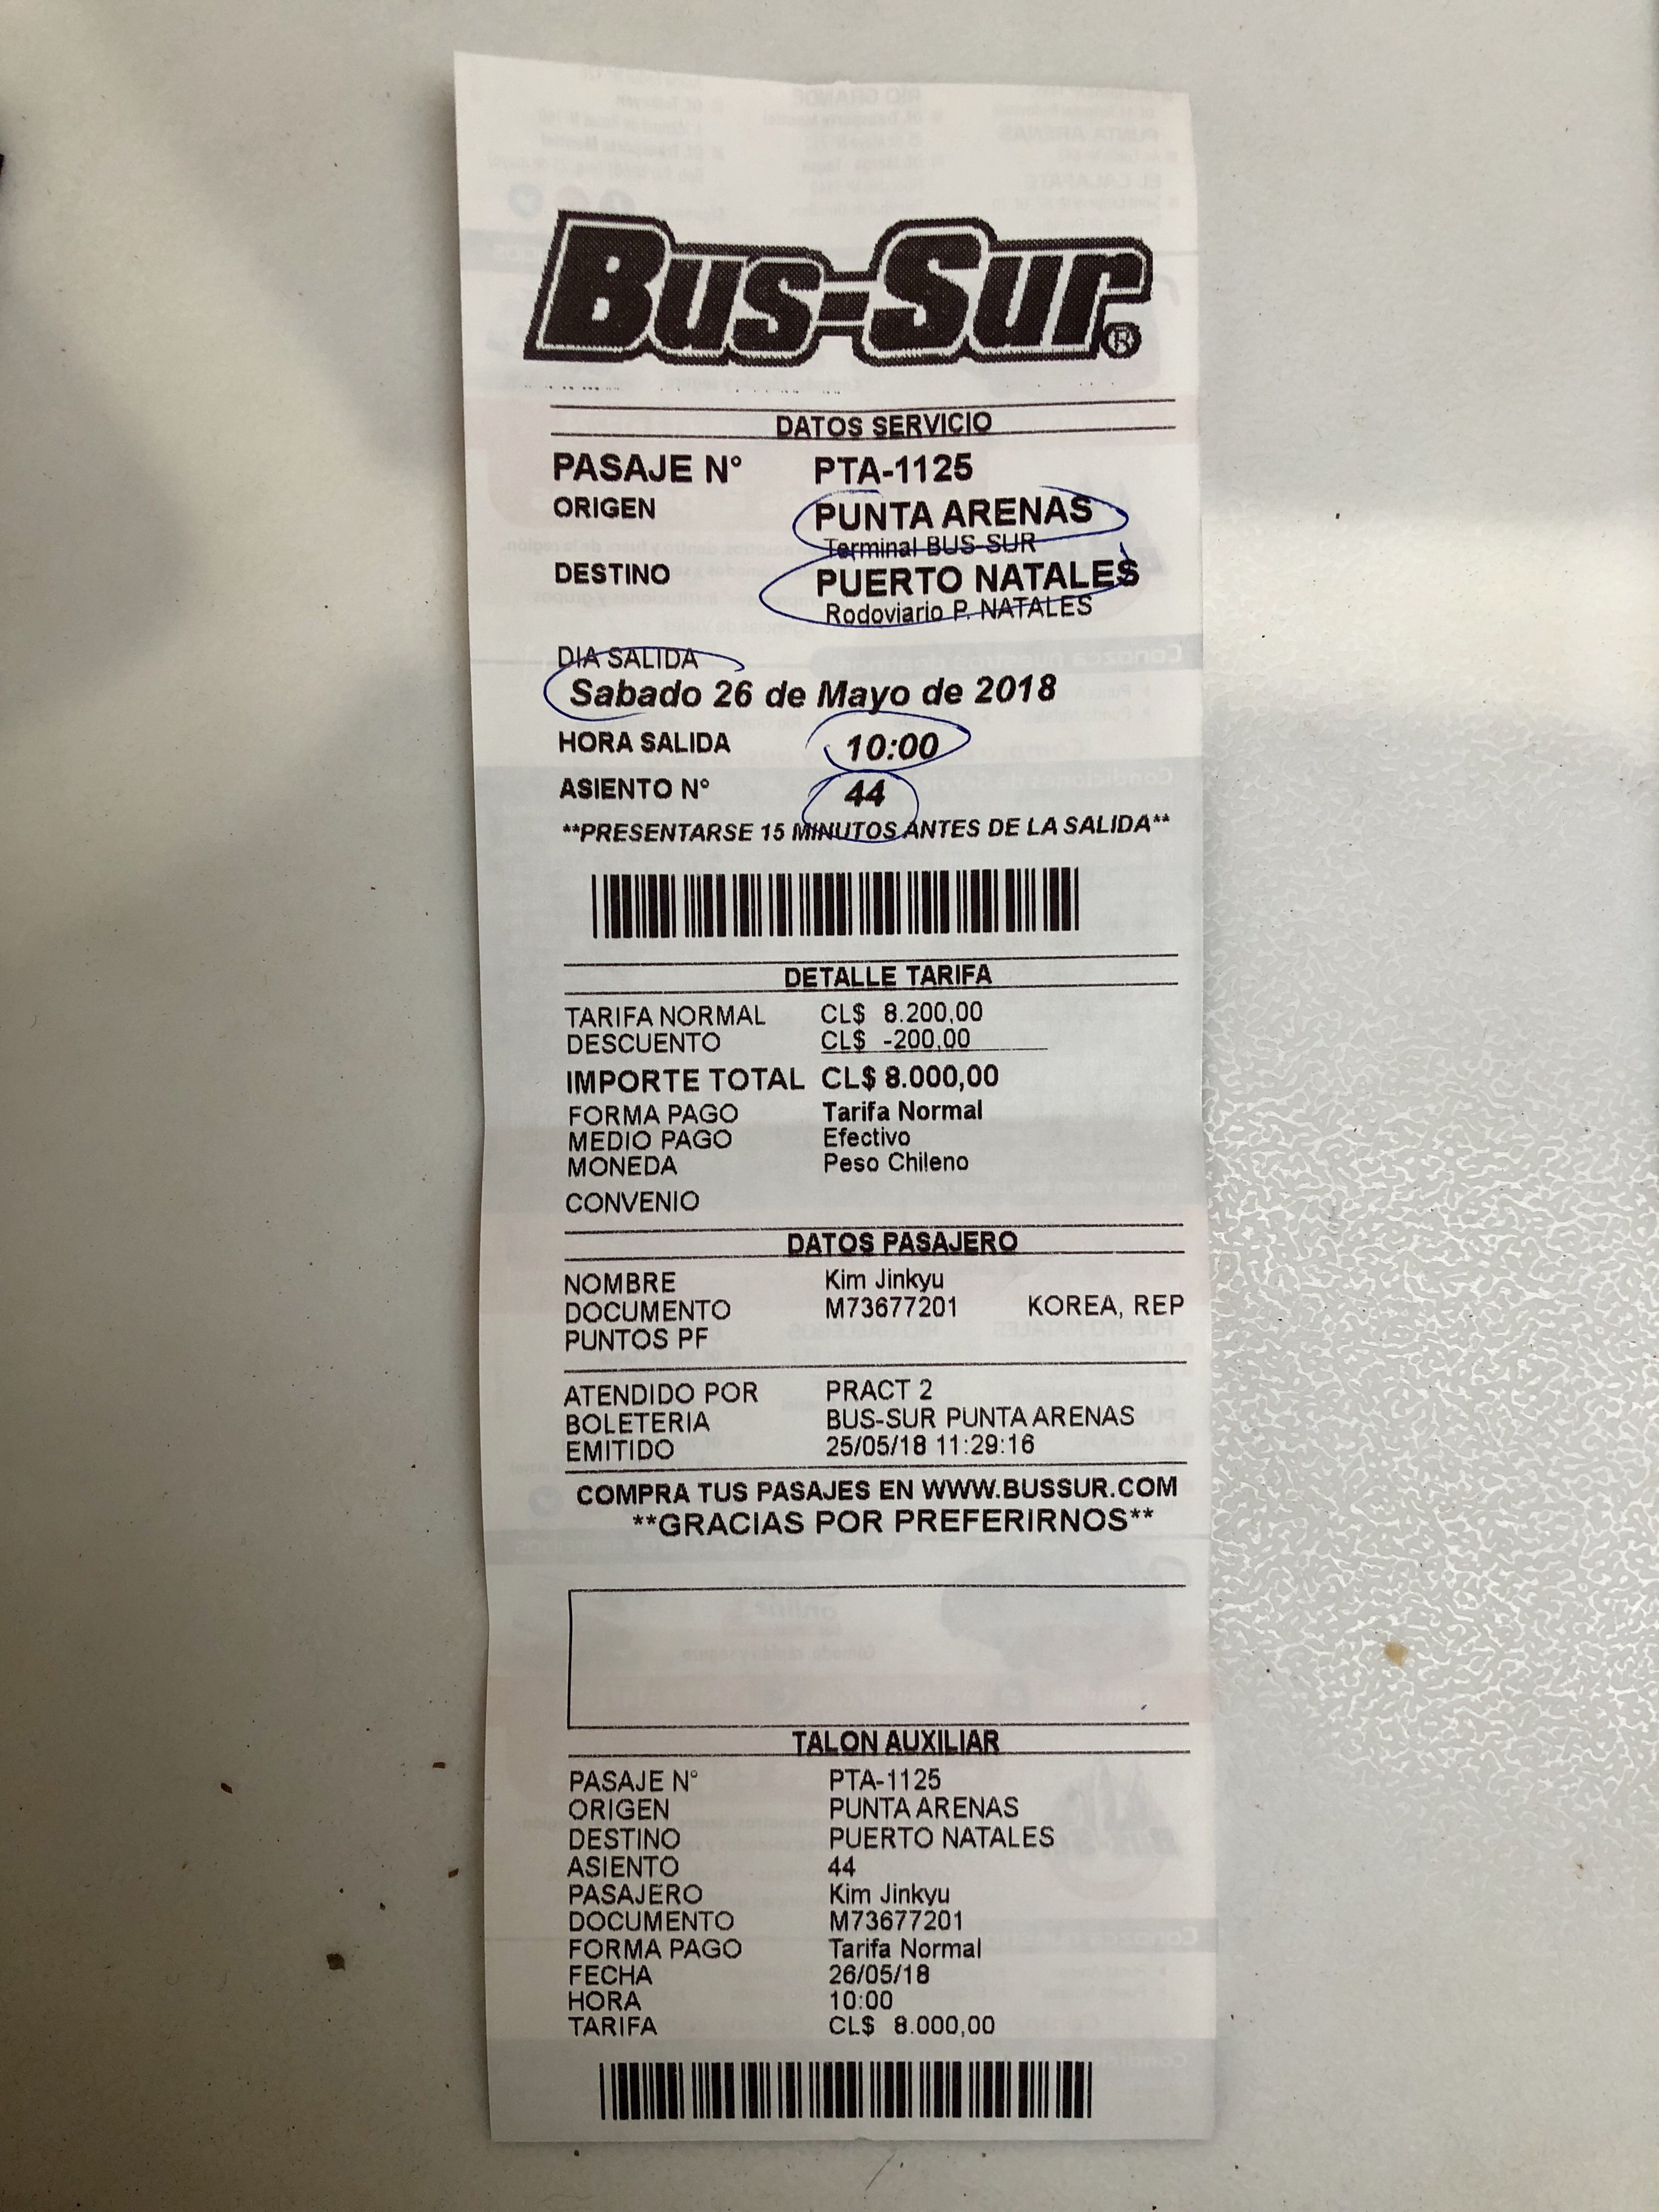 Bus-Sur®
DATOS SERVICIO
PASAJE N° PTA-1125
ORIGEN PUNTA ARENAS
Terminal BUS-SUR
DESTINO PUERTO NATALES
Rodoviario P. NATALES
DIA SALIDA
Sabado 26 de Mayo de 2018
HORA SALIDA 10:00
ASIENTO N° 44
**PRESENTARSE 15 MINUTOS ANTES DE LA SALIDA**
DETALLE TARIFA
TARIFA NORMAL CL$ 8.200,00
DESCUENTO CL$ -200,00
IMPORTE TOTAL CL$ 8.000,00
FORMA PAGO Tarifa Normal
MEDIO PAGO Efectivo
MONEDA Peso Chileno
CONVENIO
DATOS PASAJERO
NOMBRE Kim Jinkyu
DOCUMENTO M73677201 KOREA, REP
PUNTOS PF
ATENDIDO POR PRACT 2
BOLETERIA BUS-SUR PUNTA ARENAS
EMITIDO 25/05/18 11:29:16
COMPRA TUS PASAJES EN WWW.BUSSUR.COM
**GRACIAS POR PREFERIRNOS**
TALON AUXILIAR
PASAJE N° PTA-1125
ORIGEN PUNTA ARENAS
DESTINO PUERTO NATALES
ASIENTO 44
PASAJERO Kim Jinkyu
DOCUMENTO M73677201
FORMA PAGO Tarifa Normal
FECHA 26/05/18
HORA 10:00
TARIFA CL$ 8.000,00